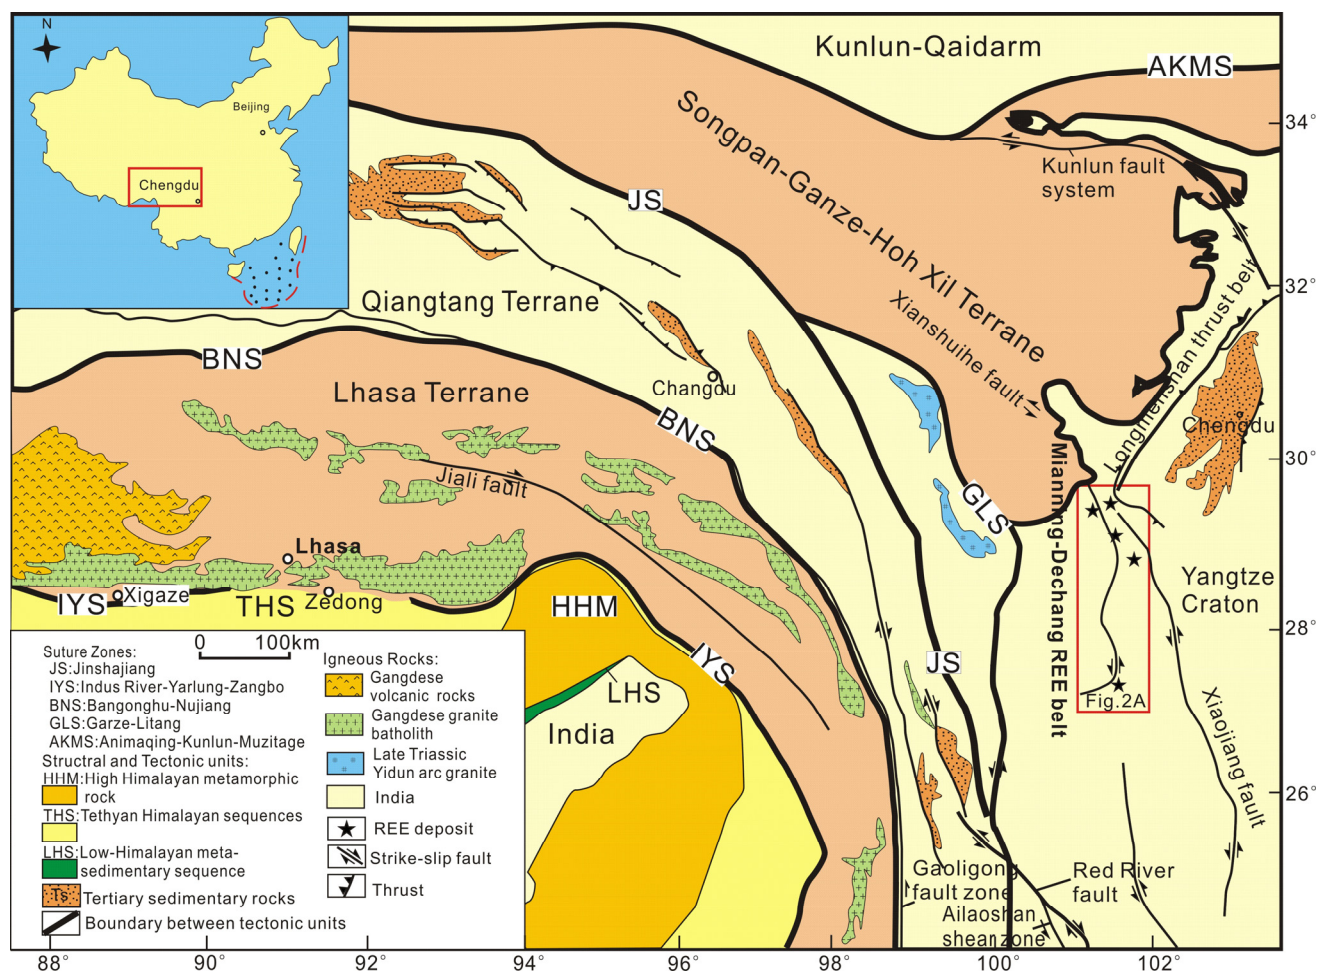 N
Beijing
Chengdu
Kunlun-Qaidarm
AKMS
34°
Kunlun fault
system
Songpan-Ganze-Hoh Xil Terrane
JS
32°
Qiangtang Terrane
Xianshuihe fault
Longmenshan thrust belt
BNS
Changdu
Lhasa Terrane
BNS
Chengdu
30°
Jiali fault
GLS
Mianning-Dechang REE belt
Lhasa
Xigaze
IYS
THS
Zedong
HHM
Yangtze
Craton
28°
IYS
JS
LHS
India
Fig.2A
Xiaojiang fault
26°
Gaoligong
fault zone
Red River
fault
Ailaoshan
shear zone
0 100km
Suture Zones:
JS:Jinshajiang
IYS:Indus River-Yarlung-Zangbo
BNS:Bangonghu-Nujiang
GLS:Garze-Litang
AKMS:Animaqing-Kunlun-Muzitage
Structral and Tectonic units:
HHM:High Himalayan metamorphic
rock
THS:Tethyan Himalayan sequences
LHS:Low-Himalayan meta-
sedimentary sequence
Ts
Tertiary sedimentary rocks
Boundary between tectonic units
Igneous Rocks:
Gangdese
volcanic rocks
Gangdese granite
batholith
Late Triassic
Yidun arc granite
India
REE deposit
Strike-slip fault
Thrust
88° 90° 92° 94° 96° 98° 100° 102°